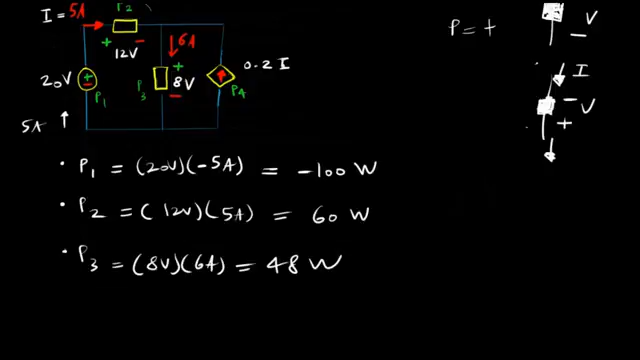 I = 5A P2
+ 12V −
6A
20V + − P1
P3 + 8V −
0.2 I
P4
5A ↑
• P1 = (20V)(−5A) = −100 W
• P2 = (12V)(5A) = 60 W
• P3 = (8V)(6A) = 48 W
P = +
V
−
I
− V
+